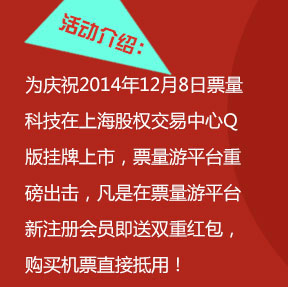 活动介绍：
为庆祝2014年12月8日票量
科技在上海股权交易中心Q
版挂牌上市，票量游平台重
磅出击，凡是在票量游平台
新注册会员即送双重红包，
购买机票直接抵用！